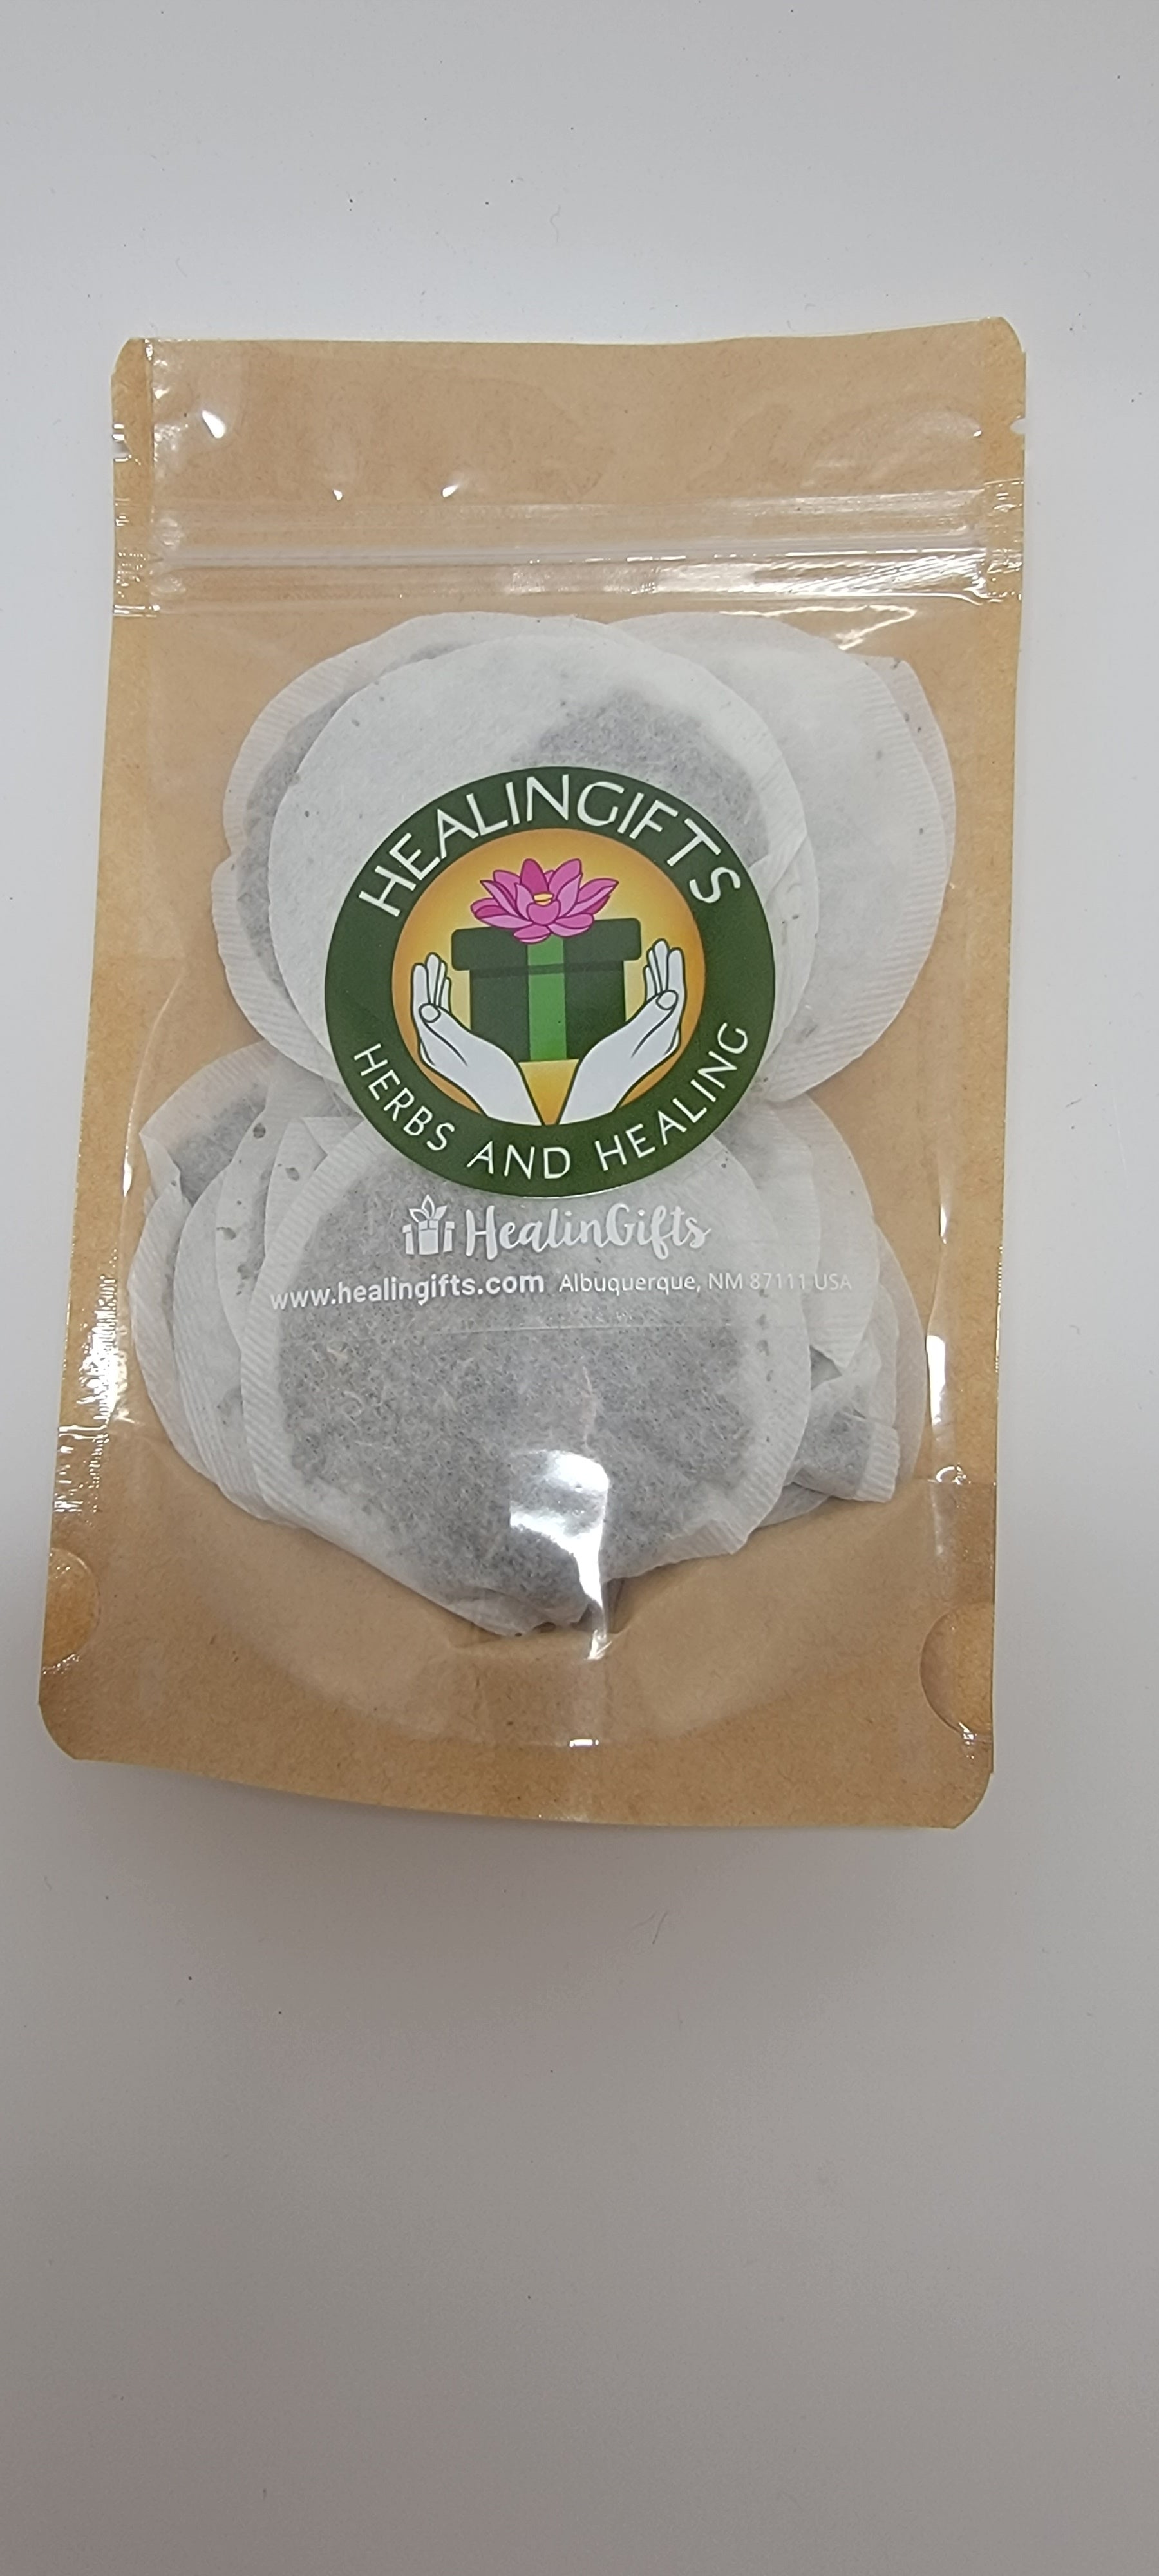 HEALINGIFTS
HERBS AND HEALING
HealinGifts
www.healingifts.com Albuquerque, NM 87111 USA